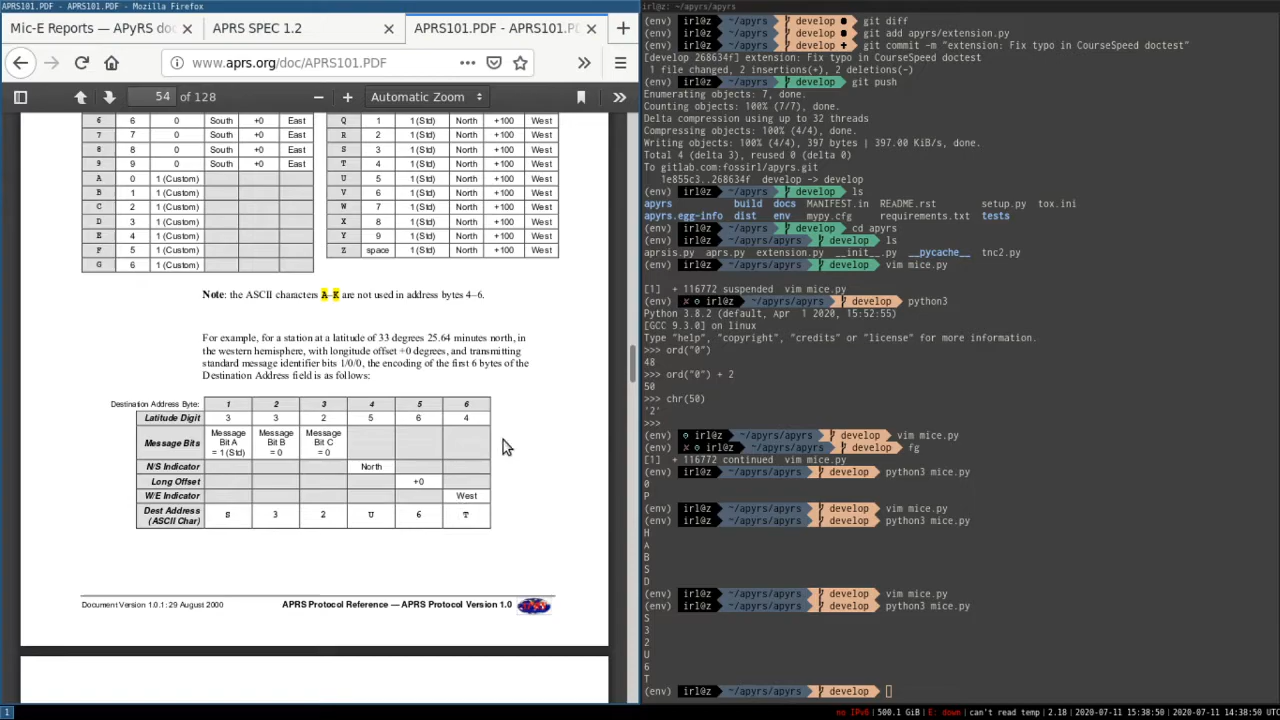 APRS101.PDF - Mozilla Firefox
Mic-E Reports — APyRS doc
APRS SPEC 1.2
APRS101.PDF - APRS101.P
www.aprs.org/doc/APRS101.PDF
54 of 128
Automatic Zoom
6 6 0 South +0 East
7 7 0 South +0 East
8 8 0 South +0 East
9 9 0 South +0 East
A 0 1 (Custom)
B 1 1 (Custom)
C 2 1 (Custom)
D 3 1 (Custom)
E 4 1 (Custom)
F 5 1 (Custom)
G 6 1 (Custom)
Q 1 1 (Std) North +100 West
R 2 1 (Std) North +100 West
S 3 1 (Std) North +100 West
T 4 1 (Std) North +100 West
U 5 1 (Std) North +100 West
V 6 1 (Std) North +100 West
W 7 1 (Std) North +100 West
X 8 1 (Std) North +100 West
Y 9 1 (Std) North +100 West
Z space 1 (Std) North +100 West
Note: the ASCII characters A–K are not used in address bytes 4–6.
For example, for a station at a latitude of 33 degrees 25.64 minutes north, in
the western hemisphere, with longitude offset +0 degrees, and transmitting
standard message identifier bits 1/0/0, the encoding of the first 6 bytes of the
Destination Address field is as follows:
Destination Address Byte: 1 2 3 4 5 6
Latitude Digit 3 3 2 5 6 4
Message Bits Message Bit A = 1 (Std) Message Bit B = 0 Message Bit C = 0
N/S Indicator North
Long Offset +0
W/E Indicator West
Dest Address (ASCII Char) S 3 2 U 6 T
Document Version 1.0.1: 29 August 2000
APRS Protocol Reference — APRS Protocol Version 1.0
irl@z: ~/apyrs/apyrs
(env) irl@z ~/apyrs develop ● git diff
(env) irl@z ~/apyrs develop ● git add apyrs/extension.py
(env) irl@z ~/apyrs develop + git commit -m "extension: Fix typo in CourseSpeed doctest"
[develop 268634f] extension: Fix typo in CourseSpeed doctest
1 file changed, 2 insertions(+), 2 deletions(-)
(env) irl@z ~/apyrs develop git push
Enumerating objects: 7, done.
Counting objects: 100% (7/7), done.
Delta compression using up to 32 threads
Compressing objects: 100% (4/4), done.
Writing objects: 100% (4/4), 397 bytes | 397.00 KiB/s, done.
Total 4 (delta 3), reused 0 (delta 0)
To gitlab.com:fossirl/apyrs.git
1e855c3..268634f develop -> develop
(env) irl@z ~/apyrs develop ls
apyrs build docs MANIFEST.in README.rst setup.py tox.ini
apyrs.egg-info dist env mypy.cfg requirements.txt tests
(env) irl@z ~/apyrs develop cd apyrs
(env) irl@z ~/apyrs/apyrs develop ls
aprsis.py aprs.py extension.py __init__.py __pycache__ tnc2.py
(env) irl@z ~/apyrs/apyrs develop vim mice.py
[1] + 116772 suspended vim mice.py
(env) ✘ ⚙ irl@z ~/apyrs/apyrs develop python3
Python 3.8.2 (default, Apr 1 2020, 15:52:55)
[GCC 9.3.0] on linux
Type "help", "copyright", "credits" or "license" for more information.
>>> ord("0")
48
>>> ord("0") + 2
50
>>> chr(50)
'2'
>>>
(env) ⚙ irl@z ~/apyrs/apyrs develop vim mice.py
(env) ✘ ⚙ irl@z ~/apyrs/apyrs develop fg
[1] + 116772 continued vim mice.py
(env) irl@z ~/apyrs/apyrs develop python3 mice.py
0
P
(env) irl@z ~/apyrs/apyrs develop vim mice.py
(env) irl@z ~/apyrs/apyrs develop python3 mice.py
H
A
B
S
D
(env) irl@z ~/apyrs/apyrs develop vim mice.py
(env) irl@z ~/apyrs/apyrs develop python3 mice.py
S
3
2
U
6
T
(env) irl@z ~/apyrs/apyrs develop
1
no IPv6 | 500.1 GiB | E: down | can't read temp | 2.18 | 2020-07-11 15:38:50 | 2020-07-11 14:38:50 UTC